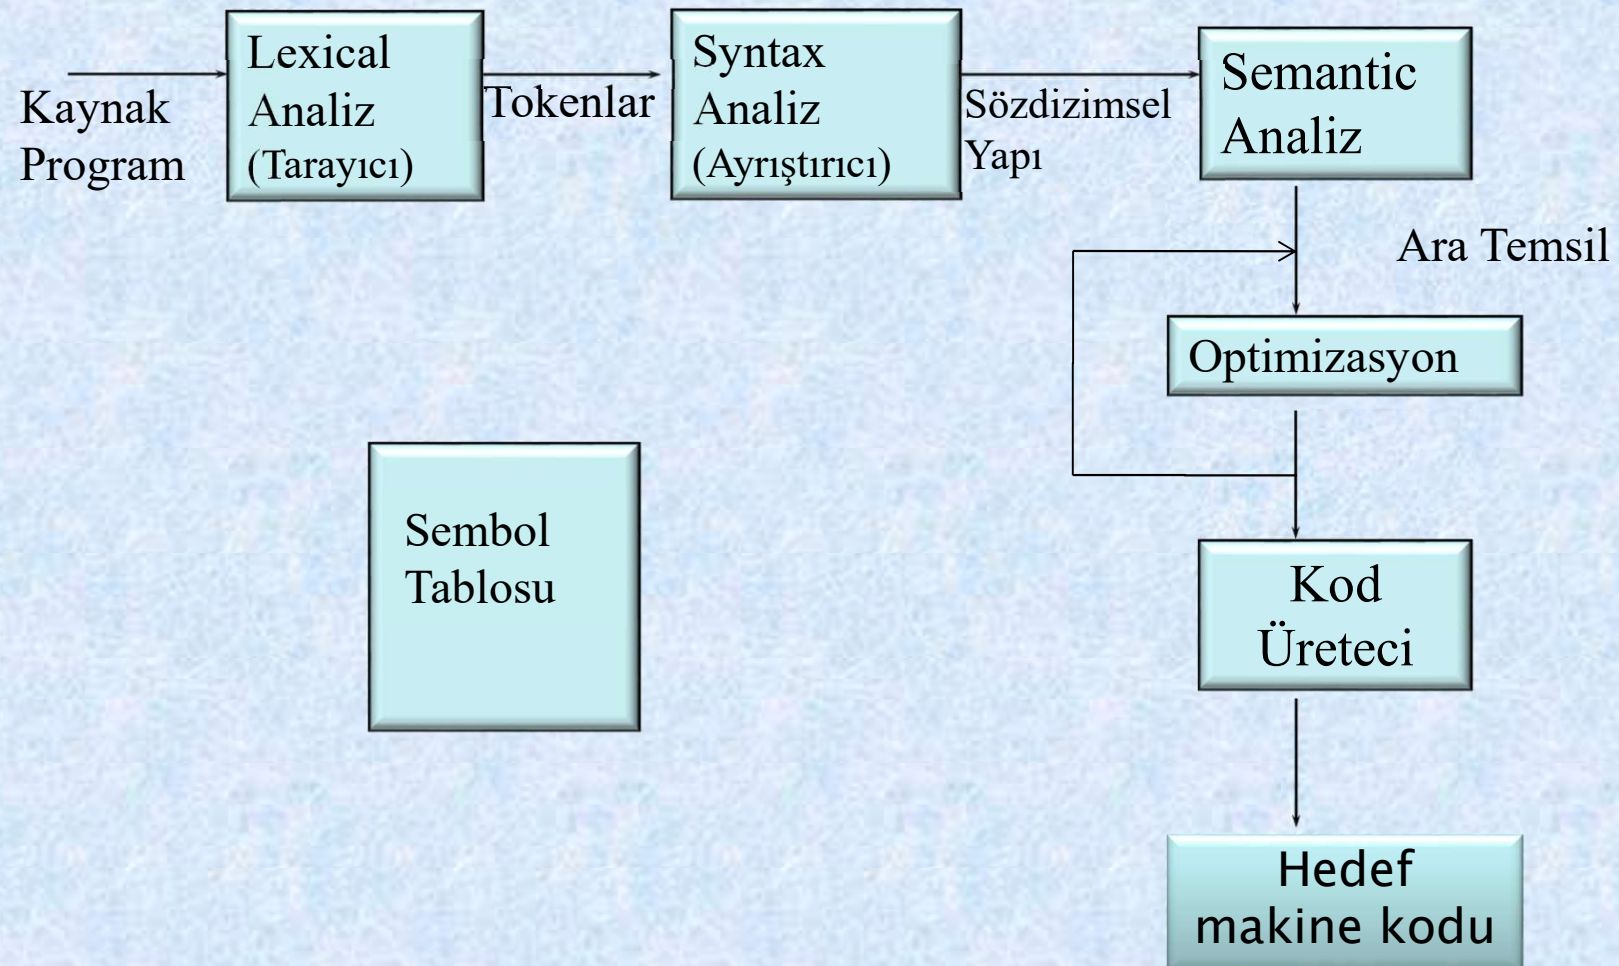 Kaynak
Program
Lexical
Analiz
(Tarayıcı)
Tokenlar
Syntax
Analiz
(Ayrıştırıcı)
Sözdizimsel
Yapı
Semantic
Analiz
Ara Temsil
Optimizasyon
Sembol
Tablosu
Kod
Üreteci
Hedef
makine kodu